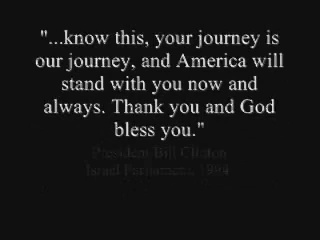 "...know this, your journey is
our journey, and America will
stand with you now and
always. Thank you and God
bless you."
President Bill Clinton
Israel Parliament, 1994